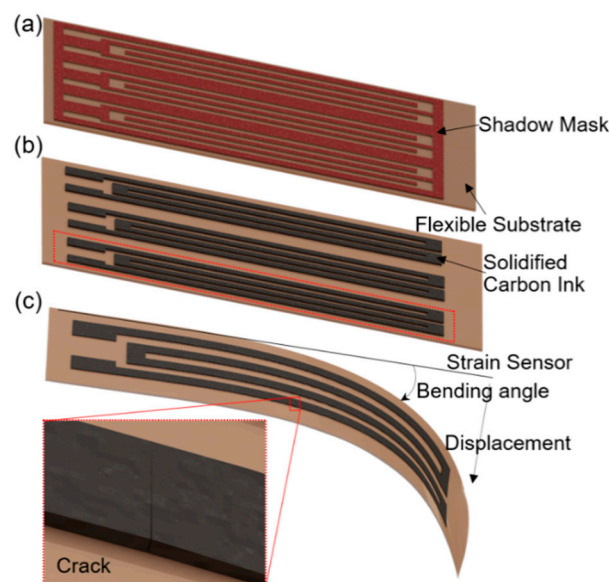 (a)
Shadow Mask
(b)
Flexible Substrate
Solidified
Carbon Ink
(c)
Strain Sensor
Bending angle
Displacement
Crack